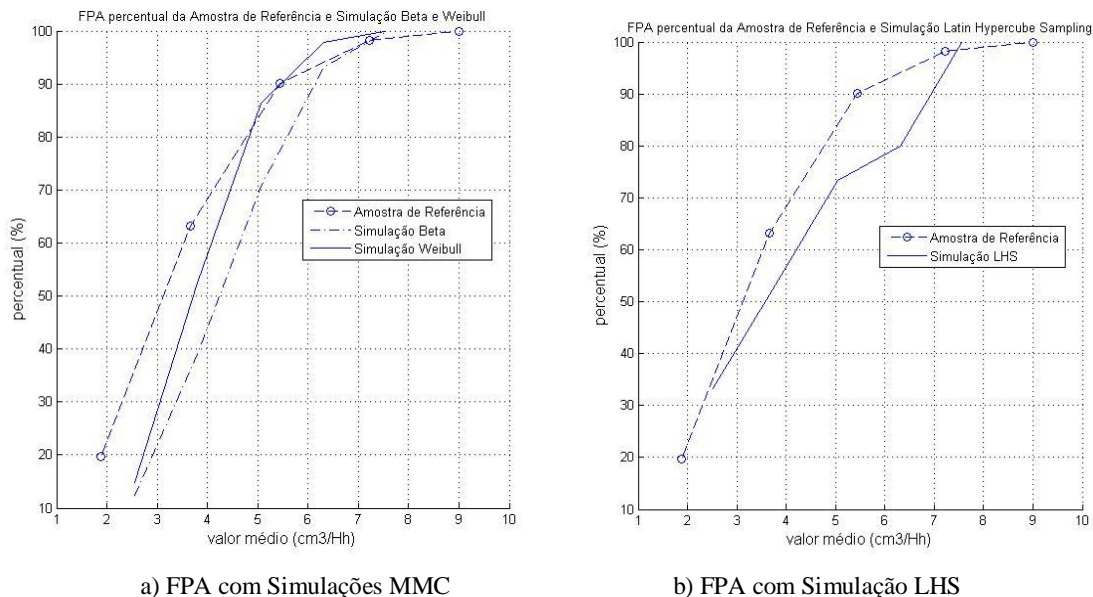 FPA percentual da Amostra de Referência e Simulação Beta e Weibull
100
90
80
70
60
50
40
30
20
10
percentual (%)
Amostra de Referência
Simulação Beta
Simulação Weibull
1 2 3 4 5 6 7 8 9 10
valor médio (cm3/Hh)
a) FPA com Simulações MMC
FPA percentual da Amostra de Referência e Simulação Latin Hypercube Sampling
100
90
80
70
60
50
40
30
20
10
percentual (%)
Amostra de Referência
Simulação LHS
1 2 3 4 5 6 7 8 9 10
valor médio (cm3/Hh)
b) FPA com Simulação LHS